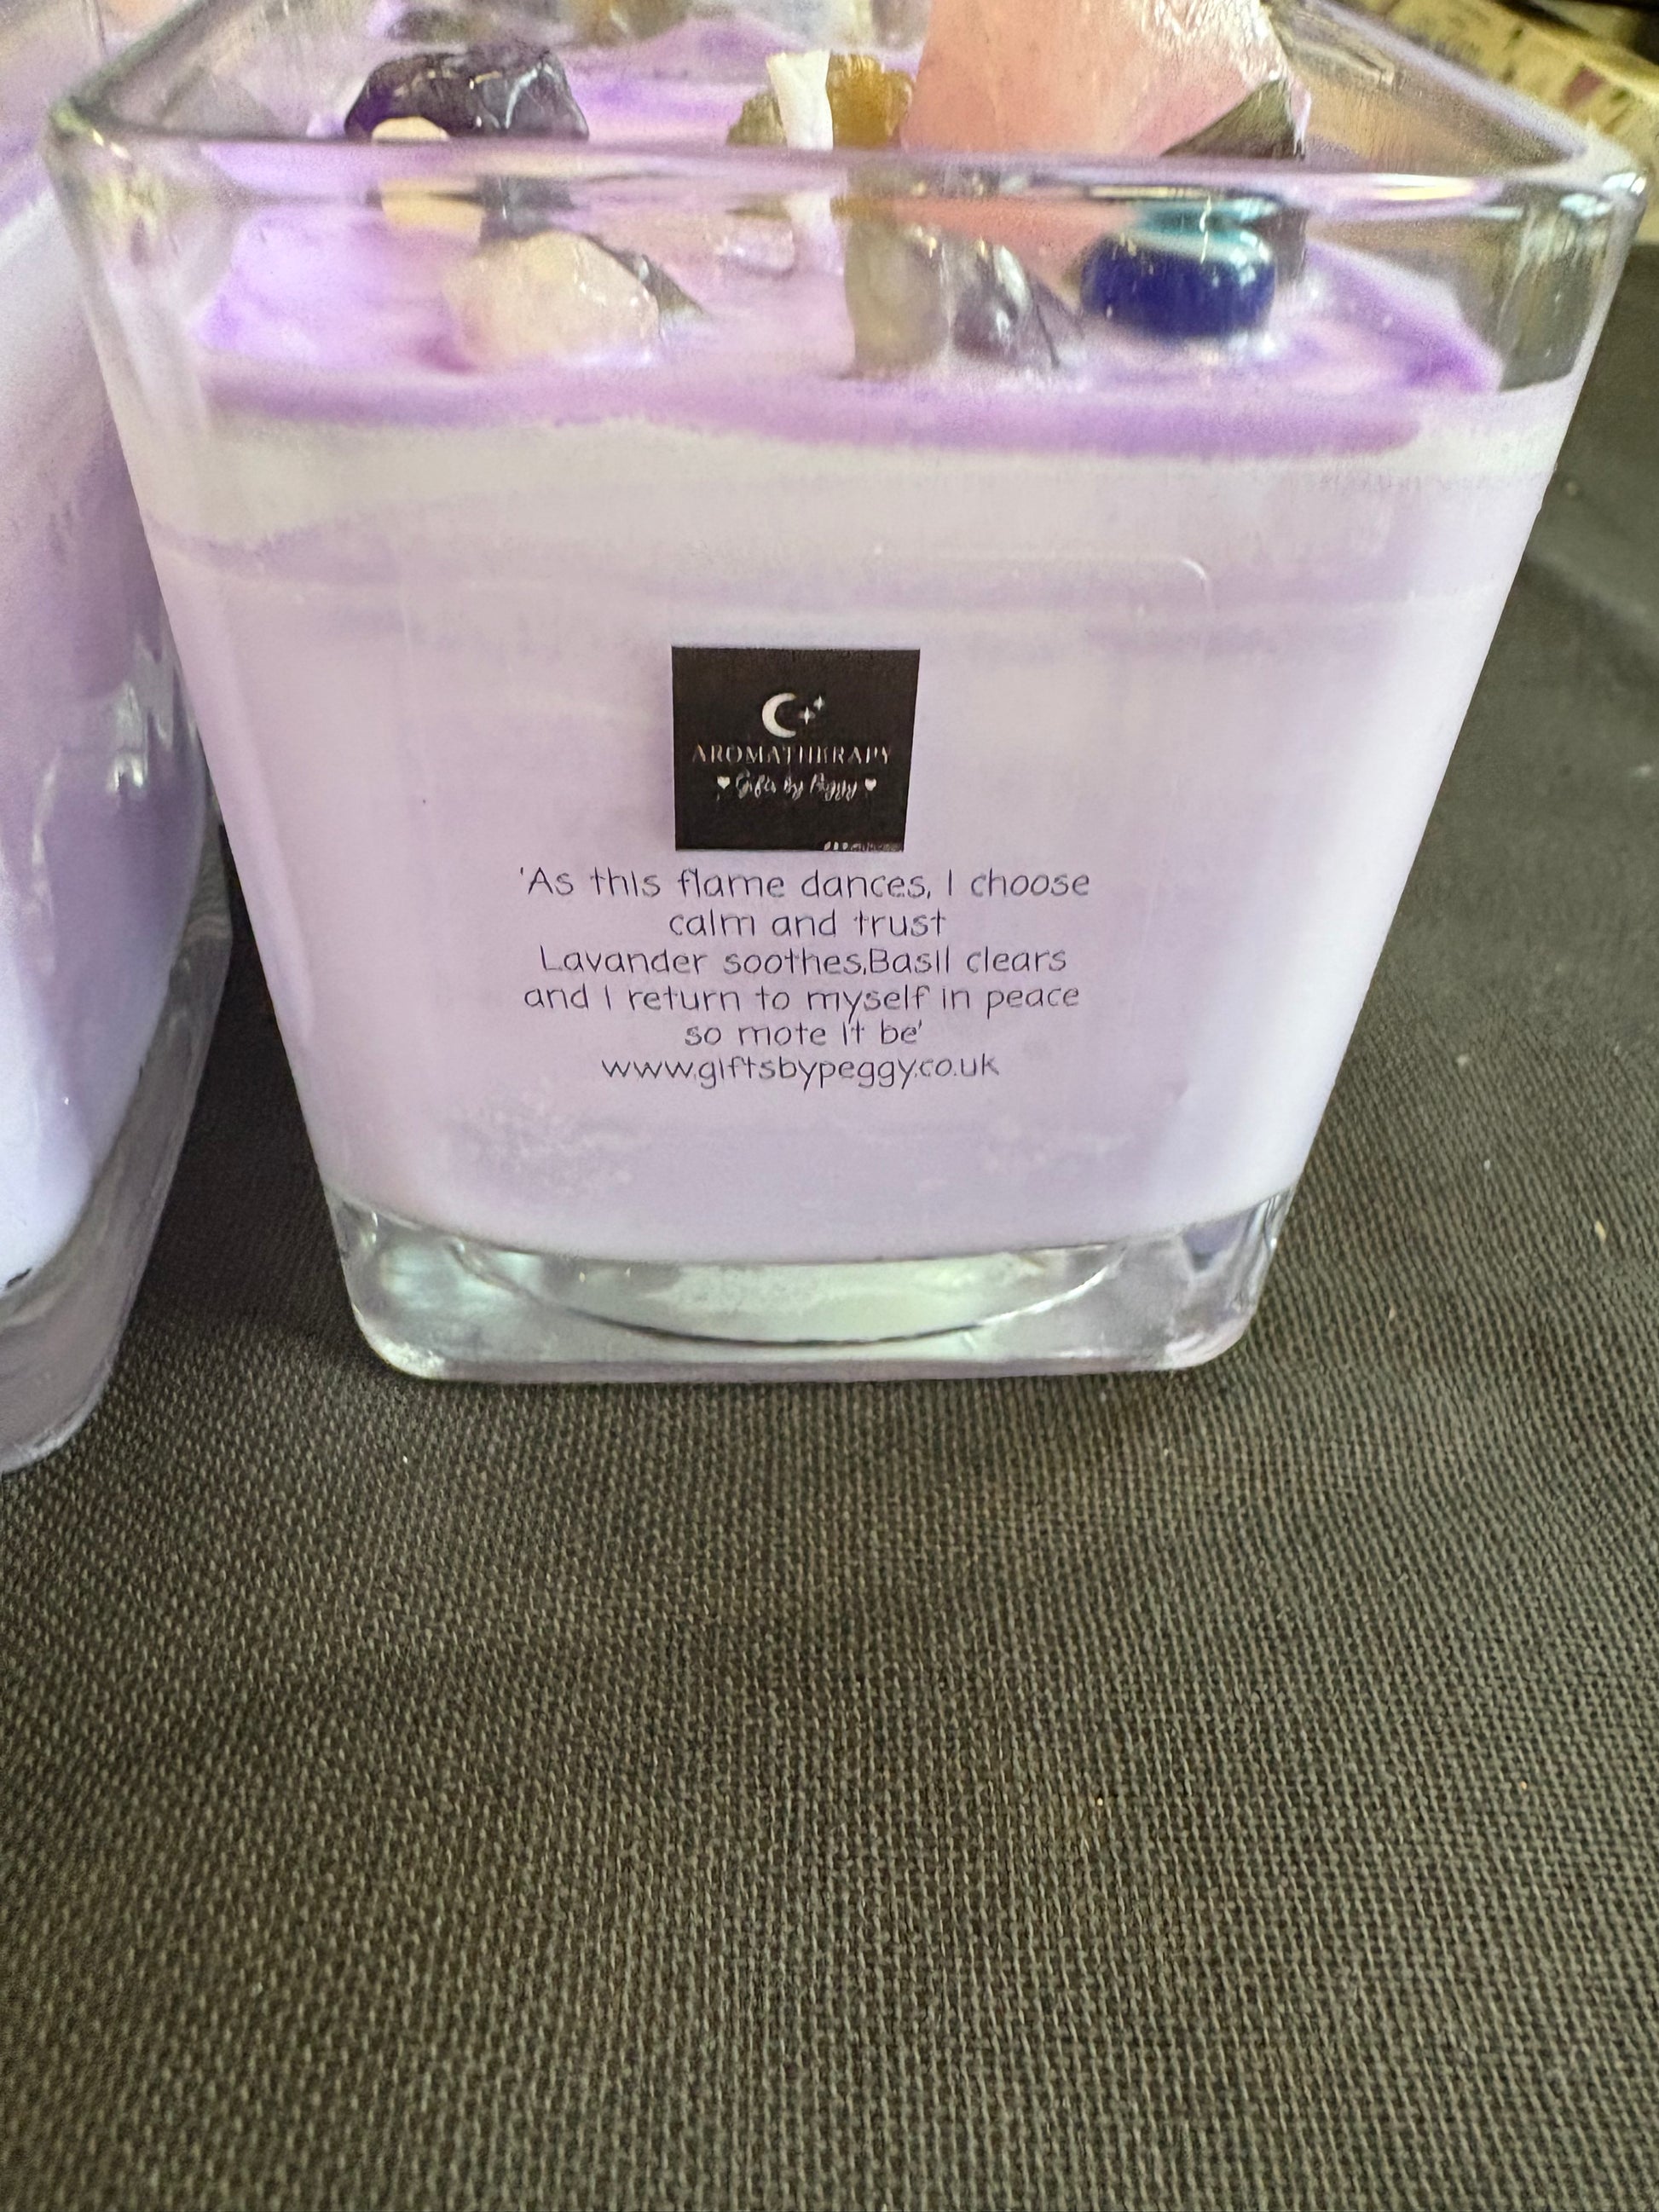 AROMATHERAPY
Gifts by Peggy
'As this flame dances, I choose
calm and trust
Lavander soothes,Basil clears
and I return to myself in peace
so mote it be'
www.giftsbypeggy.co.uk